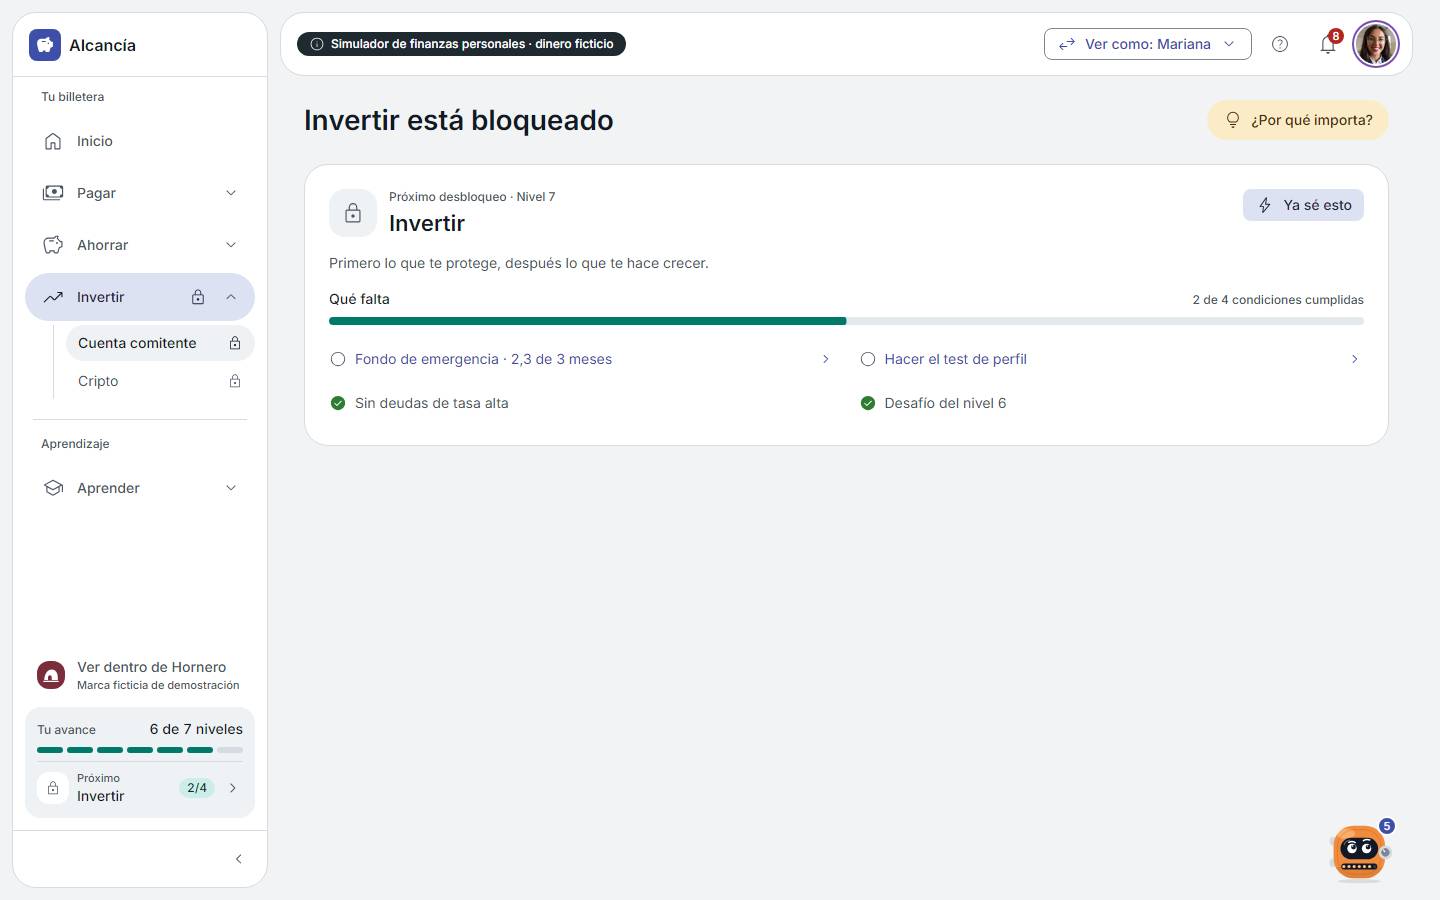 Alcancía
Simulador de finanzas personales · dinero ficticio
Ver como: Mariana
8
Tu billetera
Inicio
Pagar
Ahorrar
Invertir
Cuenta comitente
Cripto
Aprendizaje
Aprender
Ver dentro de Hornero
Marca ficticia de demostración
Tu avance
6 de 7 niveles
Próximo
Invertir
2/4
Invertir está bloqueado
¿Por qué importa?
Próximo desbloqueo · Nivel 7
Invertir
Ya sé esto
Primero lo que te protege, después lo que te hace crecer.
Qué falta
2 de 4 condiciones cumplidas
Fondo de emergencia · 2,3 de 3 meses
Hacer el test de perfil
Sin deudas de tasa alta
Desafío del nivel 6
5